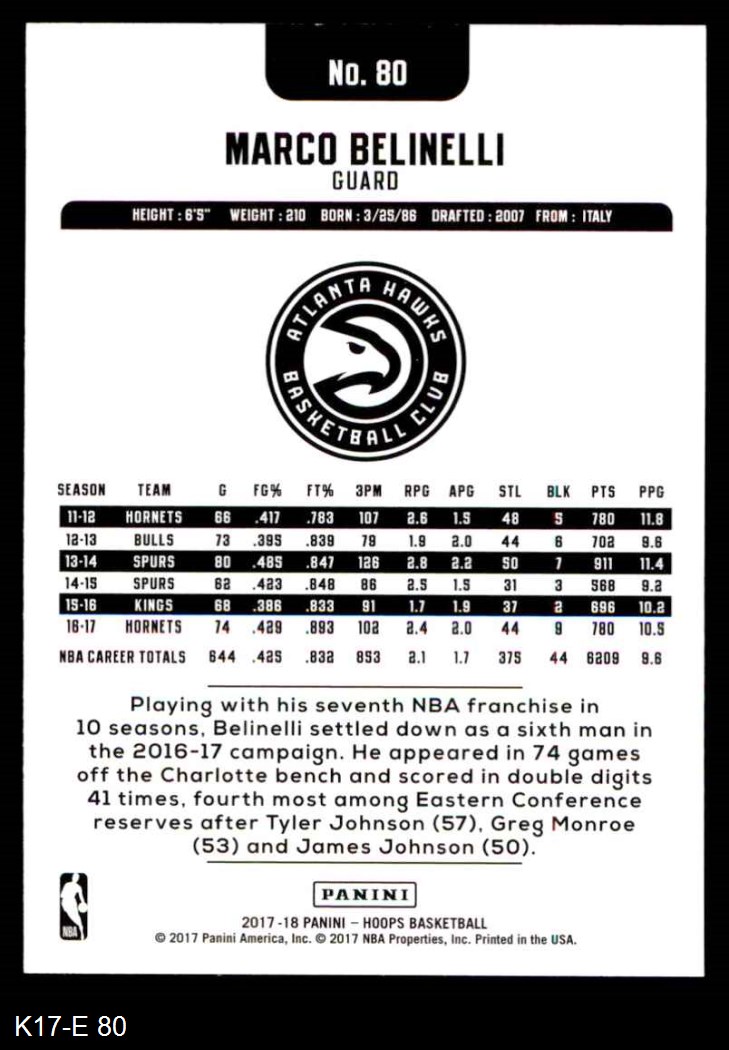 No. 80
MARCO BELINELLI
GUARD
HEIGHT : 6'5" WEIGHT : 210 BORN : 3/25/86 DRAFTED : 2007 FROM : ITALY
ATLANTA HAWKS
BASKETBALL CLUB
SEASON TEAM G FG% FT% 3PM RPG APG STL BLK PTS PPG
11-12 HORNETS 66 .417 .783 107 2.6 1.5 48 5 780 11.8
12-13 BULLS 73 .395 .839 79 1.9 2.0 44 6 702 9.6
13-14 SPURS 80 .485 .847 126 2.8 2.2 50 7 911 11.4
14-15 SPURS 62 .423 .848 86 2.5 1.5 31 3 568 9.2
15-16 KINGS 68 .386 .833 91 1.7 1.9 37 2 696 10.2
16-17 HORNETS 74 .429 .893 102 2.4 2.0 44 9 780 10.5
NBA CAREER TOTALS 644 .425 .832 853 2.1 1.7 375 44 6209 9.6
Playing with his seventh NBA franchise in
10 seasons, Belinelli settled down as a sixth man in
the 2016-17 campaign. He appeared in 74 games
off the Charlotte bench and scored in double digits
41 times, fourth most among Eastern Conference
reserves after Tyler Johnson (57), Greg Monroe
(53) and James Johnson (50).
NBA
PANINI
2017-18 PANINI – HOOPS BASKETBALL
© 2017 Panini America, Inc. © 2017 NBA Properties, Inc. Printed in the USA.
K17-E 80